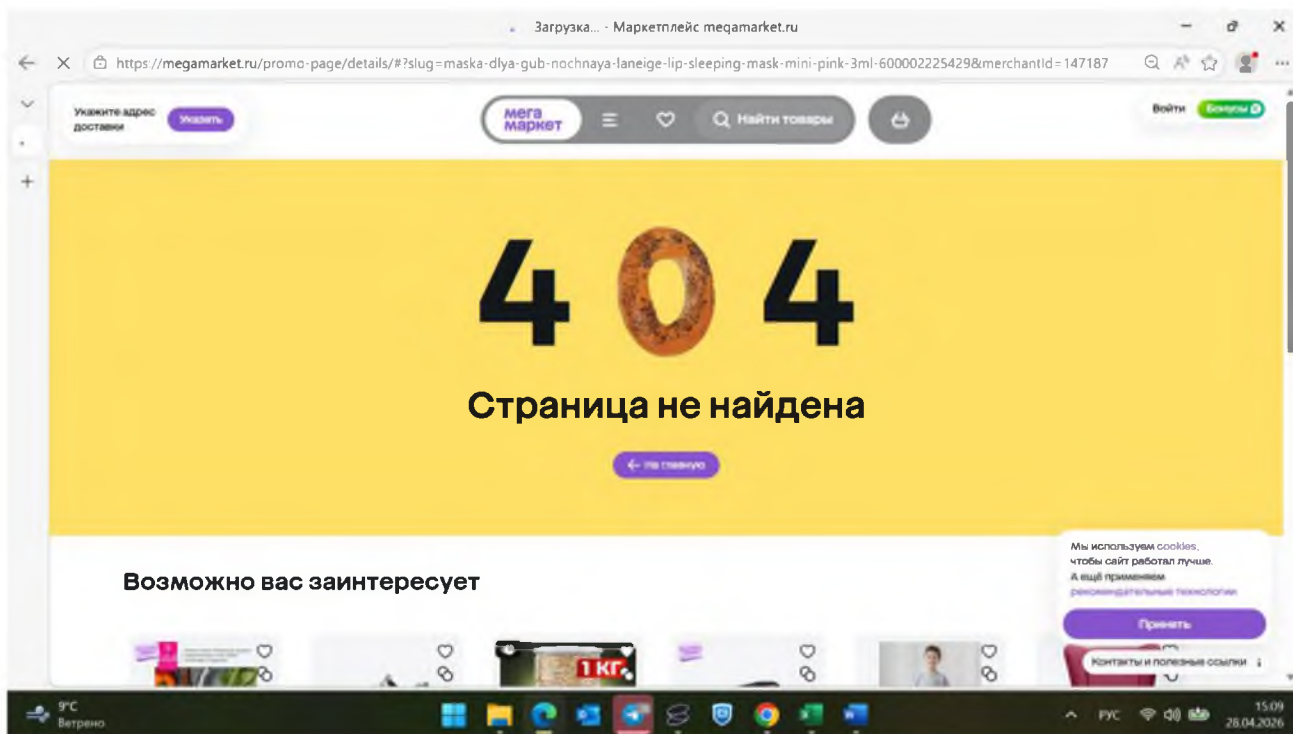 Загрузка... - Маркетплейс megamarket.ru
https://megamarket.ru/promo-page/details/#?slug=maska-dlya-gub-nochnaya-laneige-lip-sleeping-mask-mini-pink-3ml-600002225429&merchantId=147187
Укажите адрес
доставки
Указать
мега
маркет
Найти товары
Войти
Бонусы
404
Страница не найдена
← На главную
Возможно вас заинтересует
Мы используем cookies,
чтобы сайт работал лучше.
А ещё применяем
рекомендательные технологии
Принять
Контакты и полезные ссылки
1 КГ
9°C
Ветрено
РУС
15:09
28.04.2026